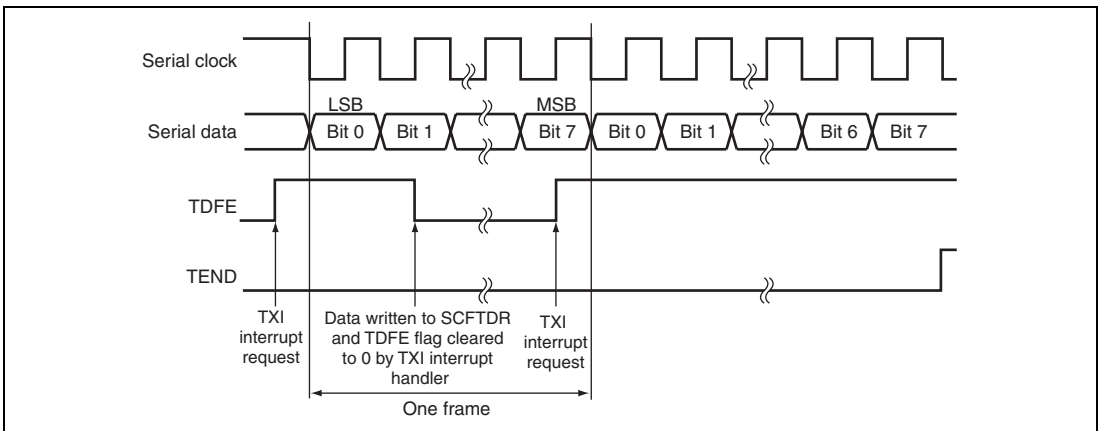 Serial clock
LSB
MSB
Serial data
Bit 0
Bit 1
Bit 7
Bit 0
Bit 1
Bit 6
Bit 7
TDFE
TEND
TXI
interrupt
request
Data written to SCFTDR
and TDFE flag cleared
to 0 by TXI interrupt
handler
TXI
interrupt
request
One frame